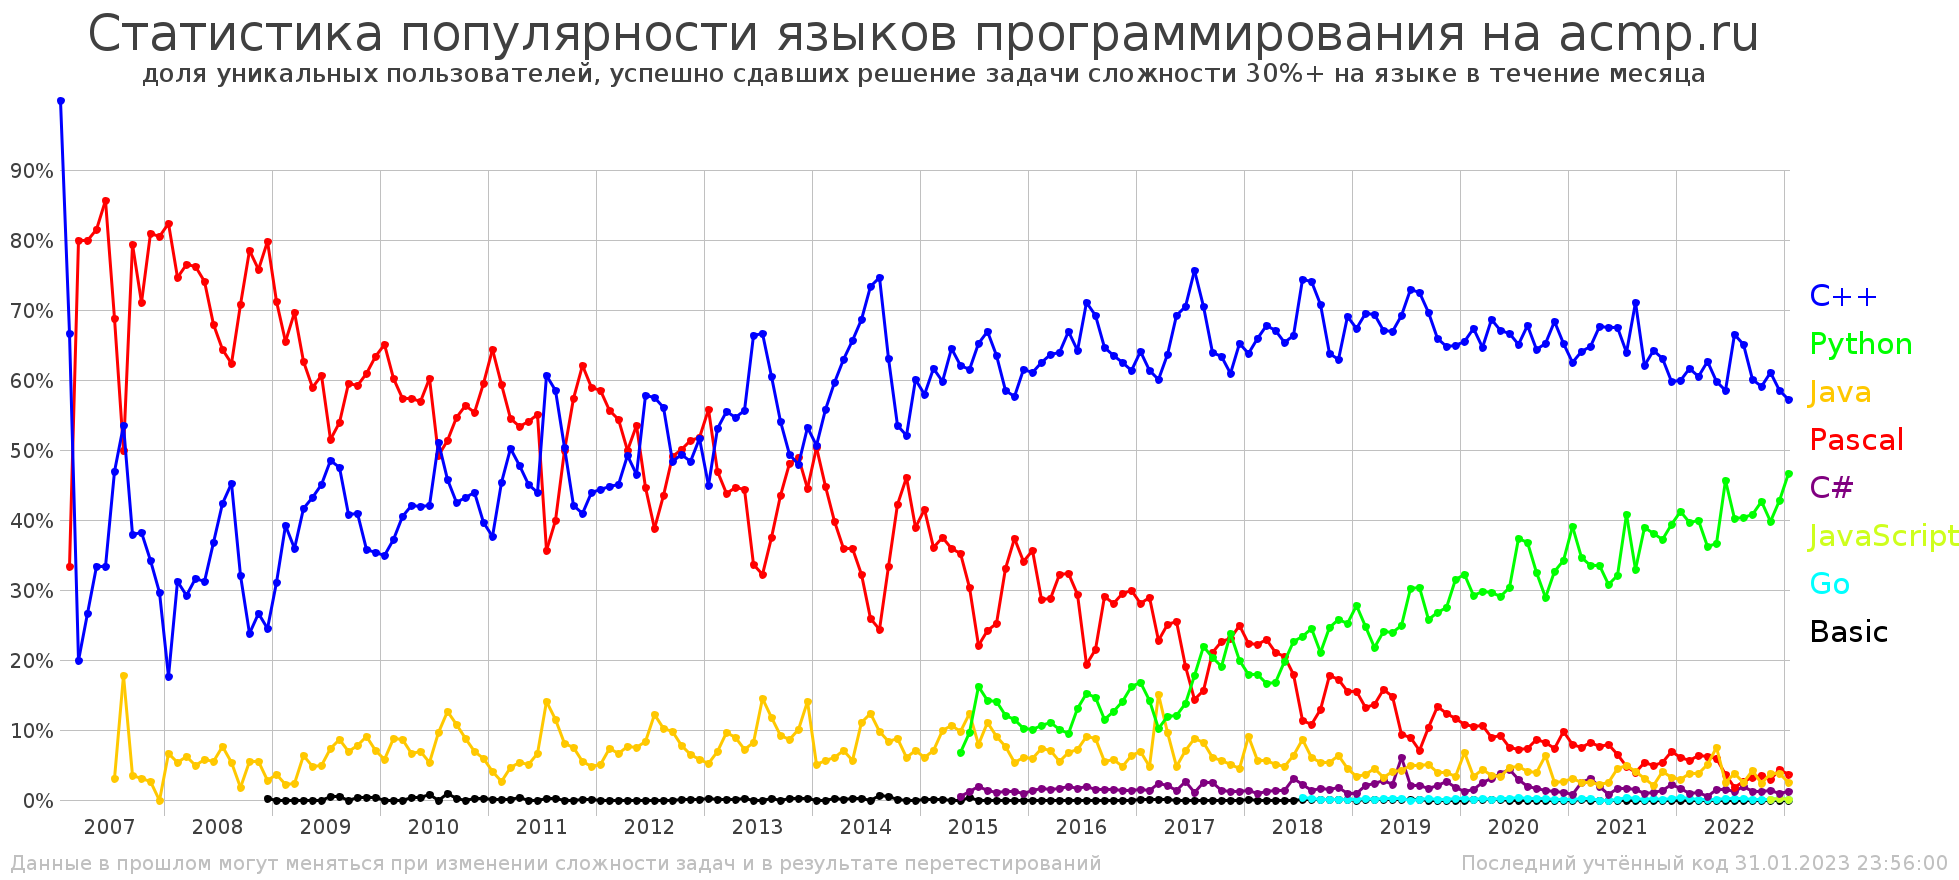 Статистика популярности языков программирования на acmp.ru
доля уникальных пользователей, успешно сдавших решение задачи сложности 30%+ на языке в течение месяца
90%
80%
70%
60%
50%
40%
30%
20%
10%
0%
2007 2008 2009 2010 2011 2012 2013 2014 2015 2016 2017 2018 2019 2020 2021 2022
C++
Python
Java
Pascal
C#
JavaScript
Go
Basic
Данные в прошлом могут меняться при изменении сложности задач и в результате перетестирований
Последний учтённый код 31.01.2023 23:56:00